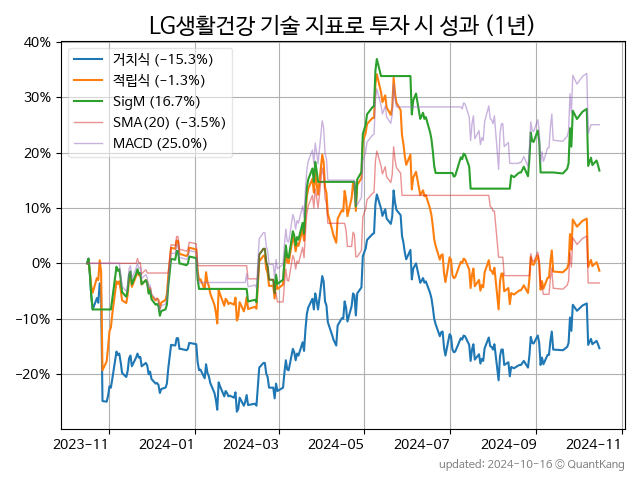 LG생활건강 기술 지표로 투자 시 성과 (1년)
40%
30%
20%
10%
0%
−10%
−20%
거치식 (−15.3%)
적립식 (−1.3%)
SigM (16.7%)
SMA(20) (−3.5%)
MACD (25.0%)
2023-11 2024-01 2024-03 2024-05 2024-07 2024-09 2024-11
updated: 2024-10-16 © QuantKang